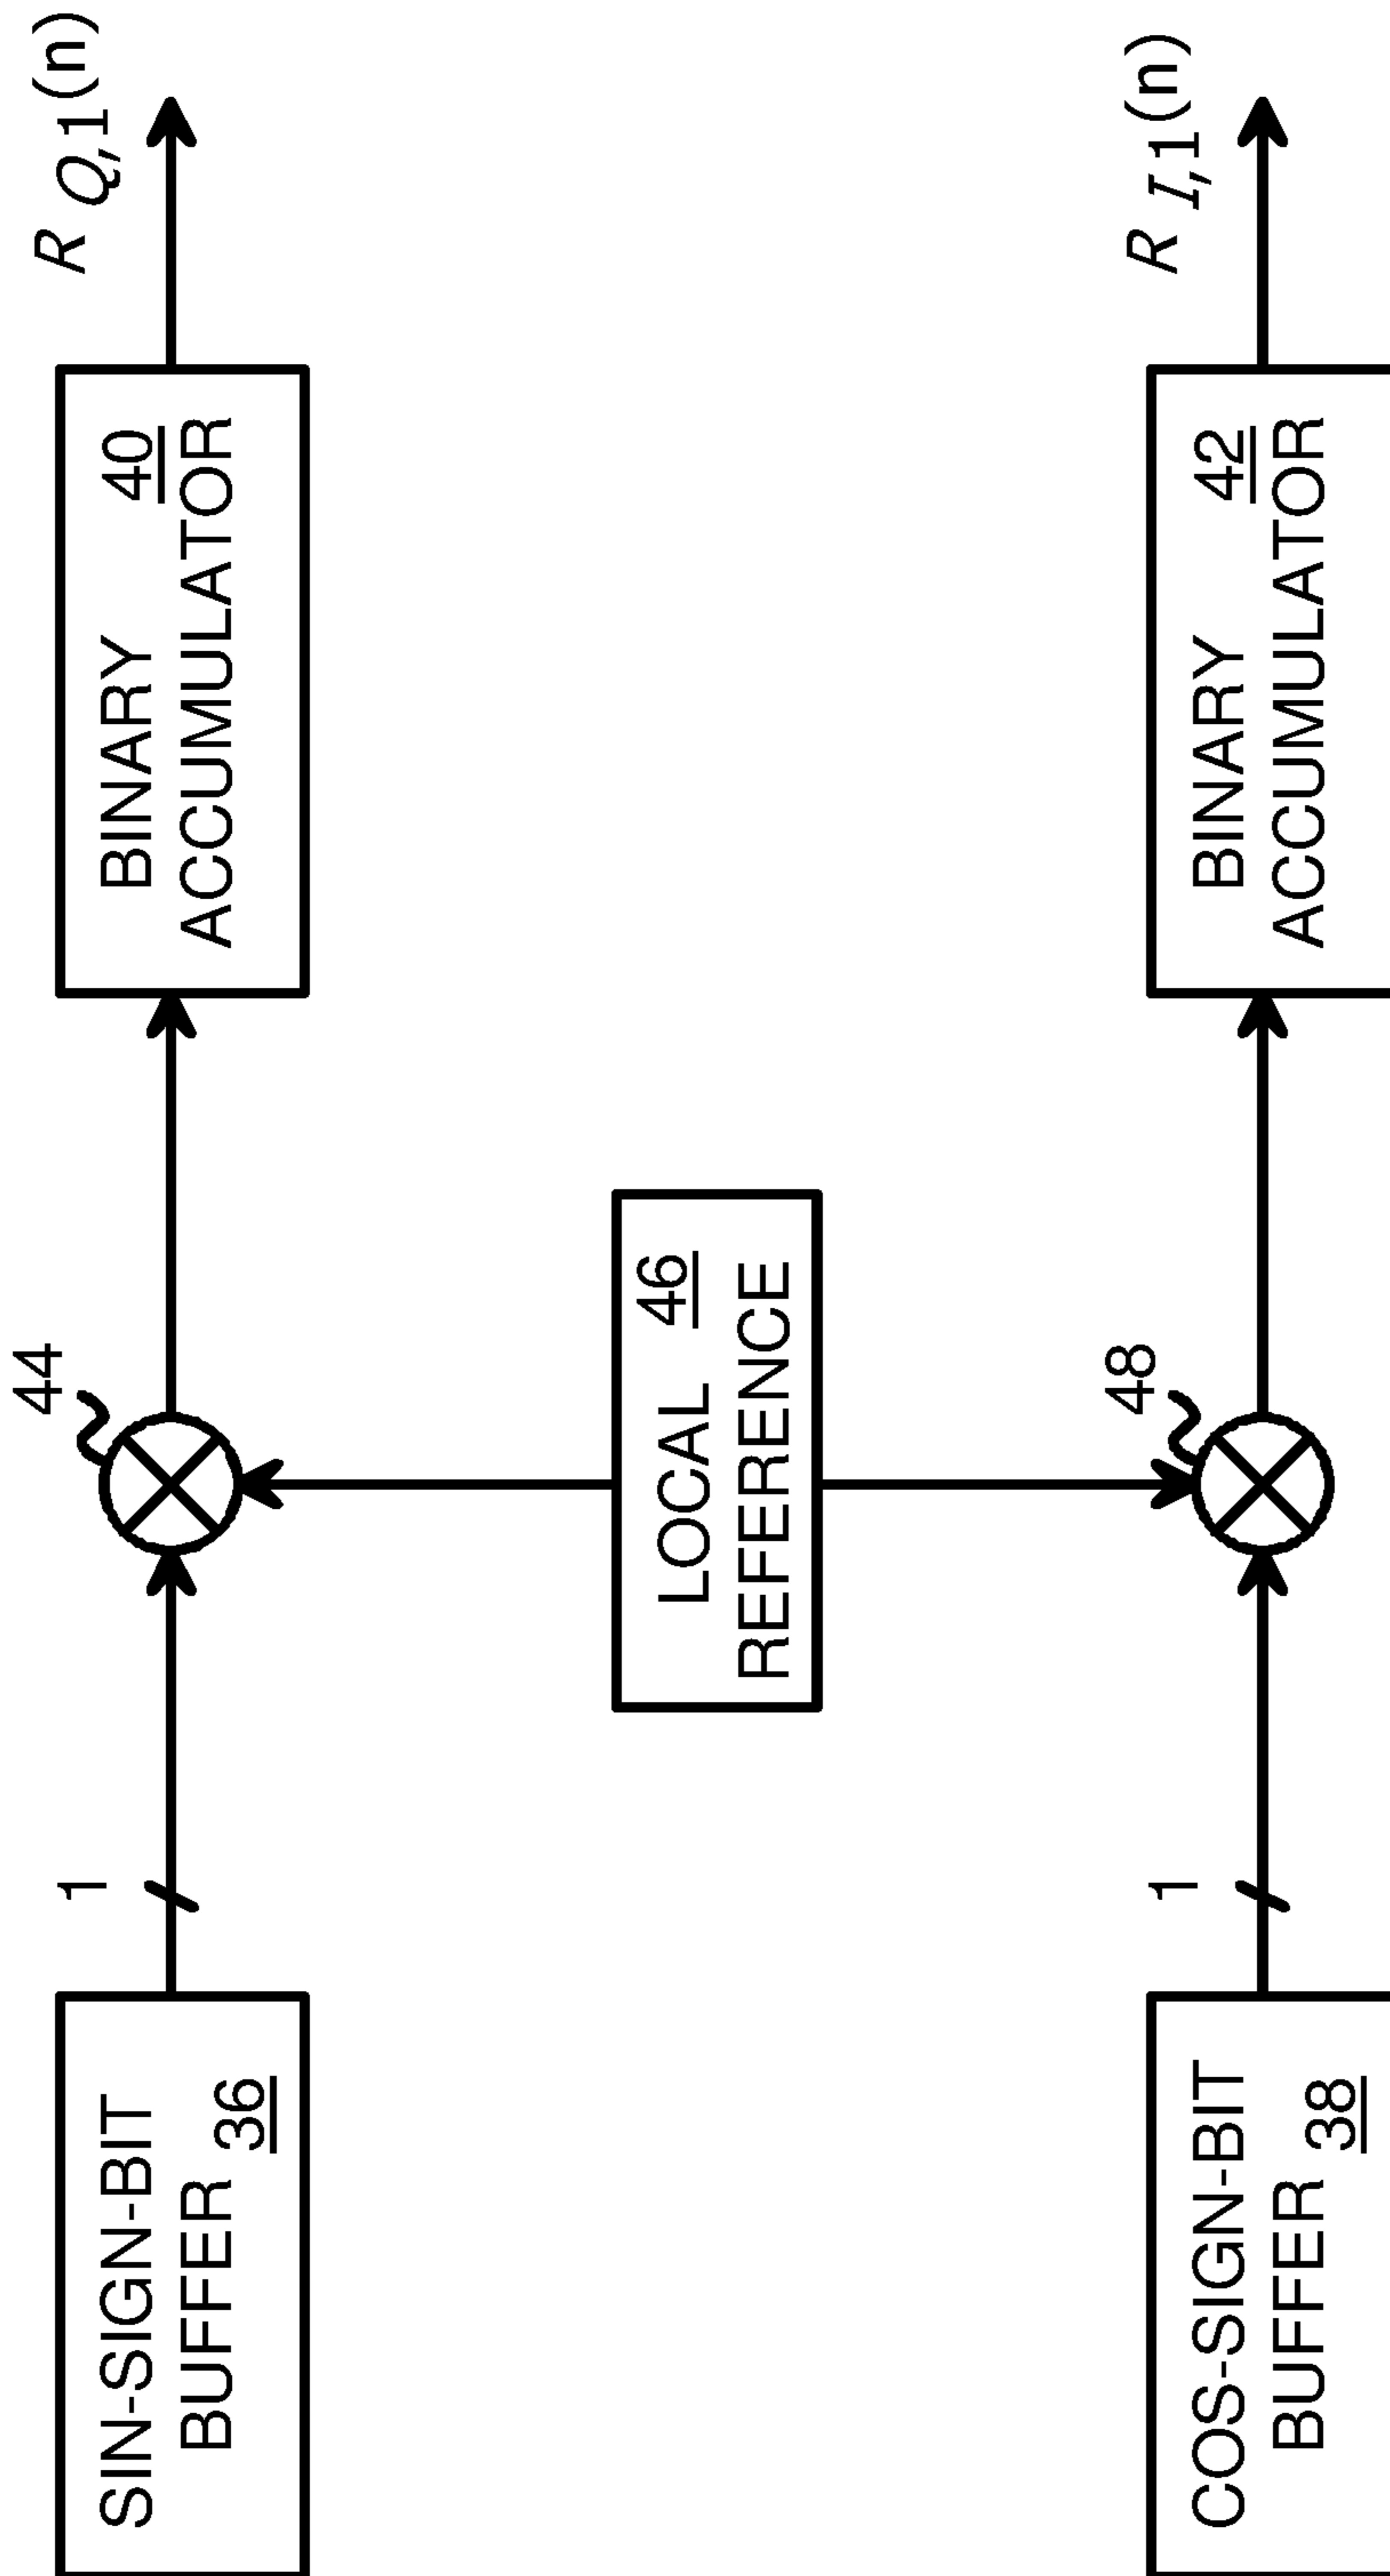 SIN-SIGN-BIT
BUFFER 36
1
44
BINARY 40
ACCUMULATOR
R Q,1(n)
LOCAL 46
REFERENCE
COS-SIGN-BIT
BUFFER 38
1
48
BINARY 42
ACCUMULATOR
R I,1(n)